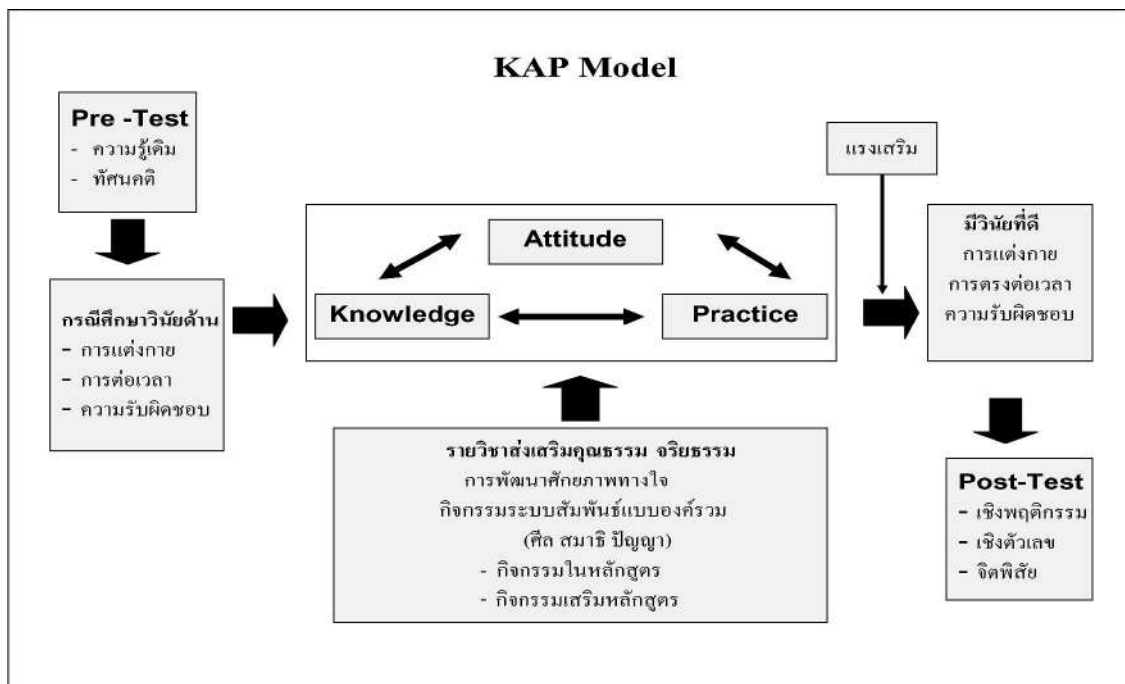 KAP Model
Pre -Test
- ความรู้เดิม
- ทัศนคติ
กรณีศึกษาวินัยด้าน
- การแต่งกาย
- การต่อเวลา
- ความรับผิดชอบ
Attitude
Knowledge
Practice
รายวิชาส่งเสริมคุณธรรม จริยธรรม
การพัฒนาศักยภาพทางใจ
กิจกรรมระบบสัมพันธ์แบบองค์รวม
(ศีล สมาธิ ปัญญา)
- กิจกรรมในหลักสูตร
- กิจกรรมเสริมหลักสูตร
แรงเสริม
มีวินัยที่ดี
การแต่งกาย
การตรงต่อเวลา
ความรับผิดชอบ
Post-Test
- เชิงพฤติกรรม
- เชิงตัวเลข
- จิตพิสัย